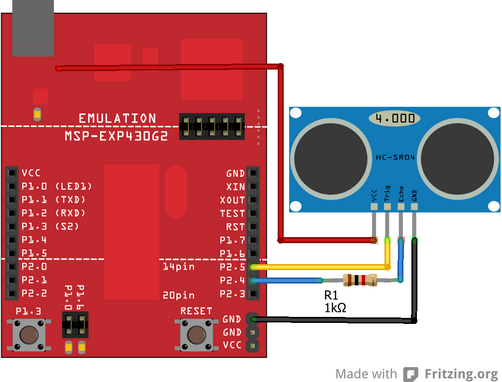 EMULATION
MSP-EXP430G2
VCC
P1.0 (LED1)
P1.1 (TXD)
P1.2 (RXD)
P1.3 (S2)
P1.4
P1.5
P2.0
P2.1
P2.2
GND
XIN
XOUT
TEST
RST
P1.7
P1.6
P2.5
P2.4
P2.3
14pin
20pin
P1.0
P1.6
P1.3
RESET
GND
GND
VCC
4.000
HC-SR04
VCC
Trig
Echo
GND
R1
1kΩ
Made with Fritzing.org